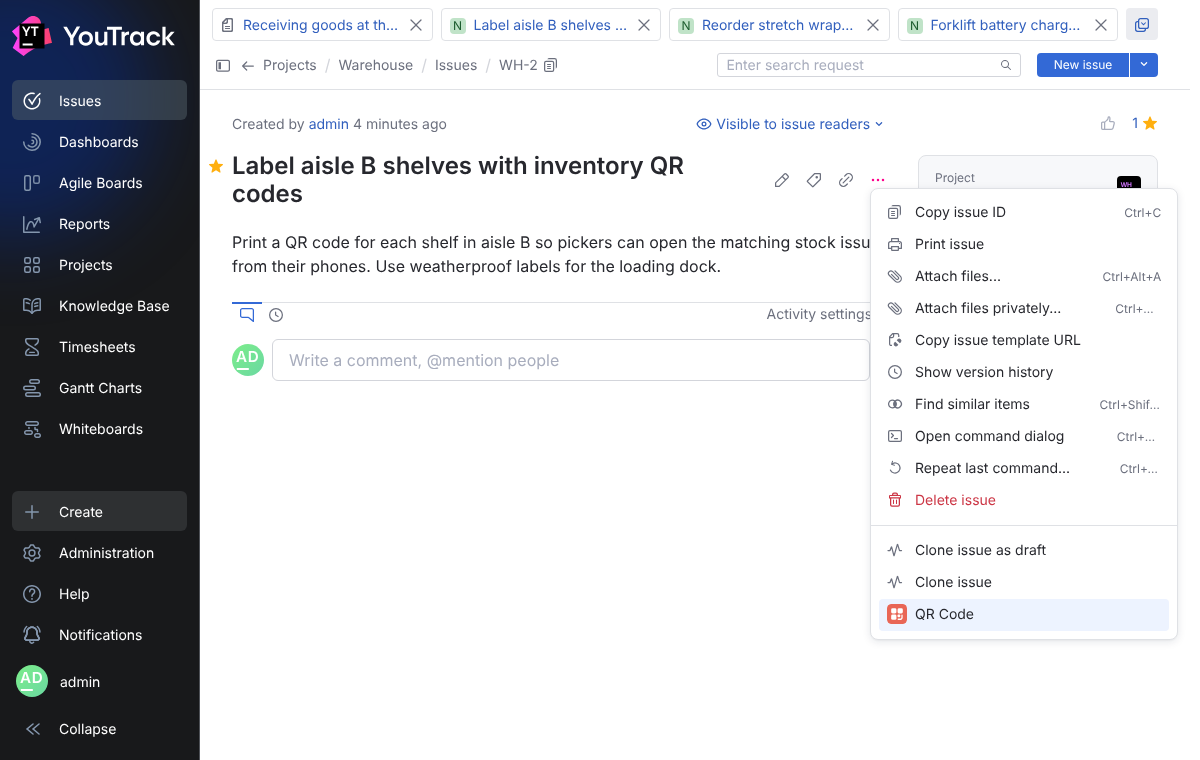 YT YouTrack
Receiving goods at th...
N Label aisle B shelves ...
N Reorder stretch wrap...
N Forklift battery charg...
Projects / Warehouse / Issues / WH-2
Enter search request
New issue
Issues
Dashboards
Agile Boards
Reports
Projects
Knowledge Base
Timesheets
Gantt Charts
Whiteboards
Create
Administration
Help
Notifications
AD admin
Collapse
Created by admin 4 minutes ago
Visible to issue readers
1
Label aisle B shelves with inventory QR
codes
Project
WH
Print a QR code for each shelf in aisle B so pickers can open the matching stock issu
from their phones. Use weatherproof labels for the loading dock.
Activity settings
AD
Write a comment, @mention people
Copy issue ID Ctrl+C
Print issue
Attach files... Ctrl+Alt+A
Attach files privately... Ctrl+...
Copy issue template URL
Show version history
Find similar items Ctrl+Shif...
Open command dialog Ctrl+...
Repeat last command... Ctrl+...
Delete issue
Clone issue as draft
Clone issue
QR Code